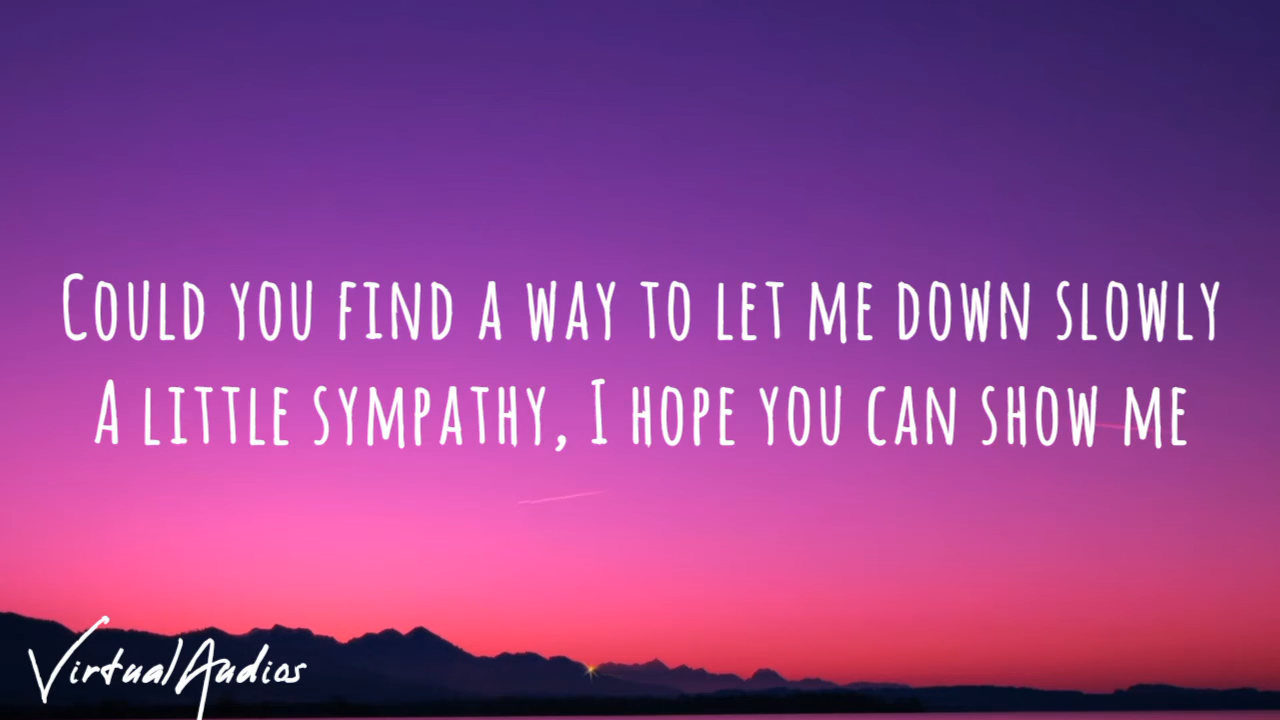 Could you find a way to let me down slowly
A little sympathy, I hope you can show me
VirtualAudios